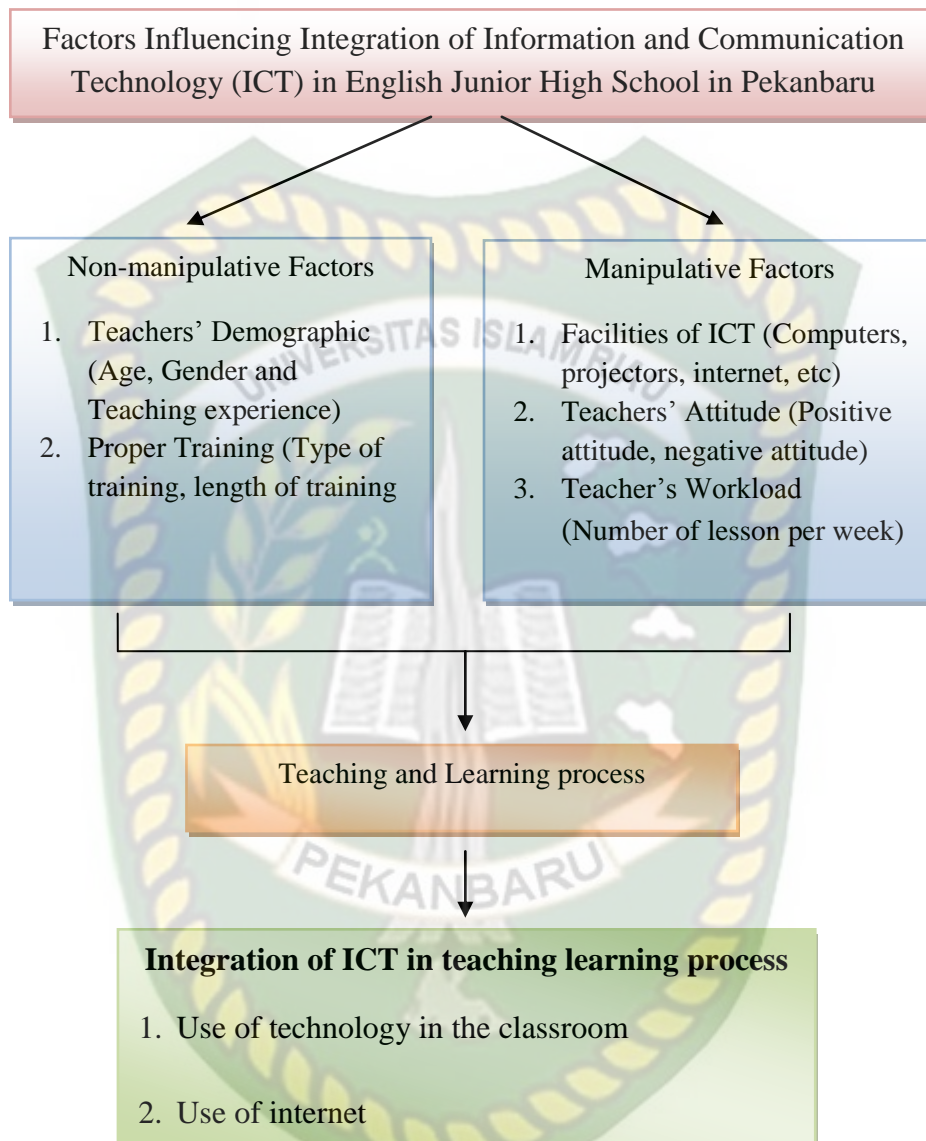 Factors Influencing Integration of Information and Communication
Technology (ICT) in English Junior High School in Pekanbaru
Non-manipulative Factors
1. Teachers’ Demographic
(Age, Gender and
Teaching experience)
2. Proper Training (Type of
training, length of training
Manipulative Factors
1. Facilities of ICT (Computers,
projectors, internet, etc)
2. Teachers’ Attitude (Positive
attitude, negative attitude)
3. Teacher’s Workload
(Number of lesson per week)
UNIVERSITAS ISLAM RIAU
Teaching and Learning process
PEKANBARU
Integration of ICT in teaching learning process
1. Use of technology in the classroom
2. Use of internet